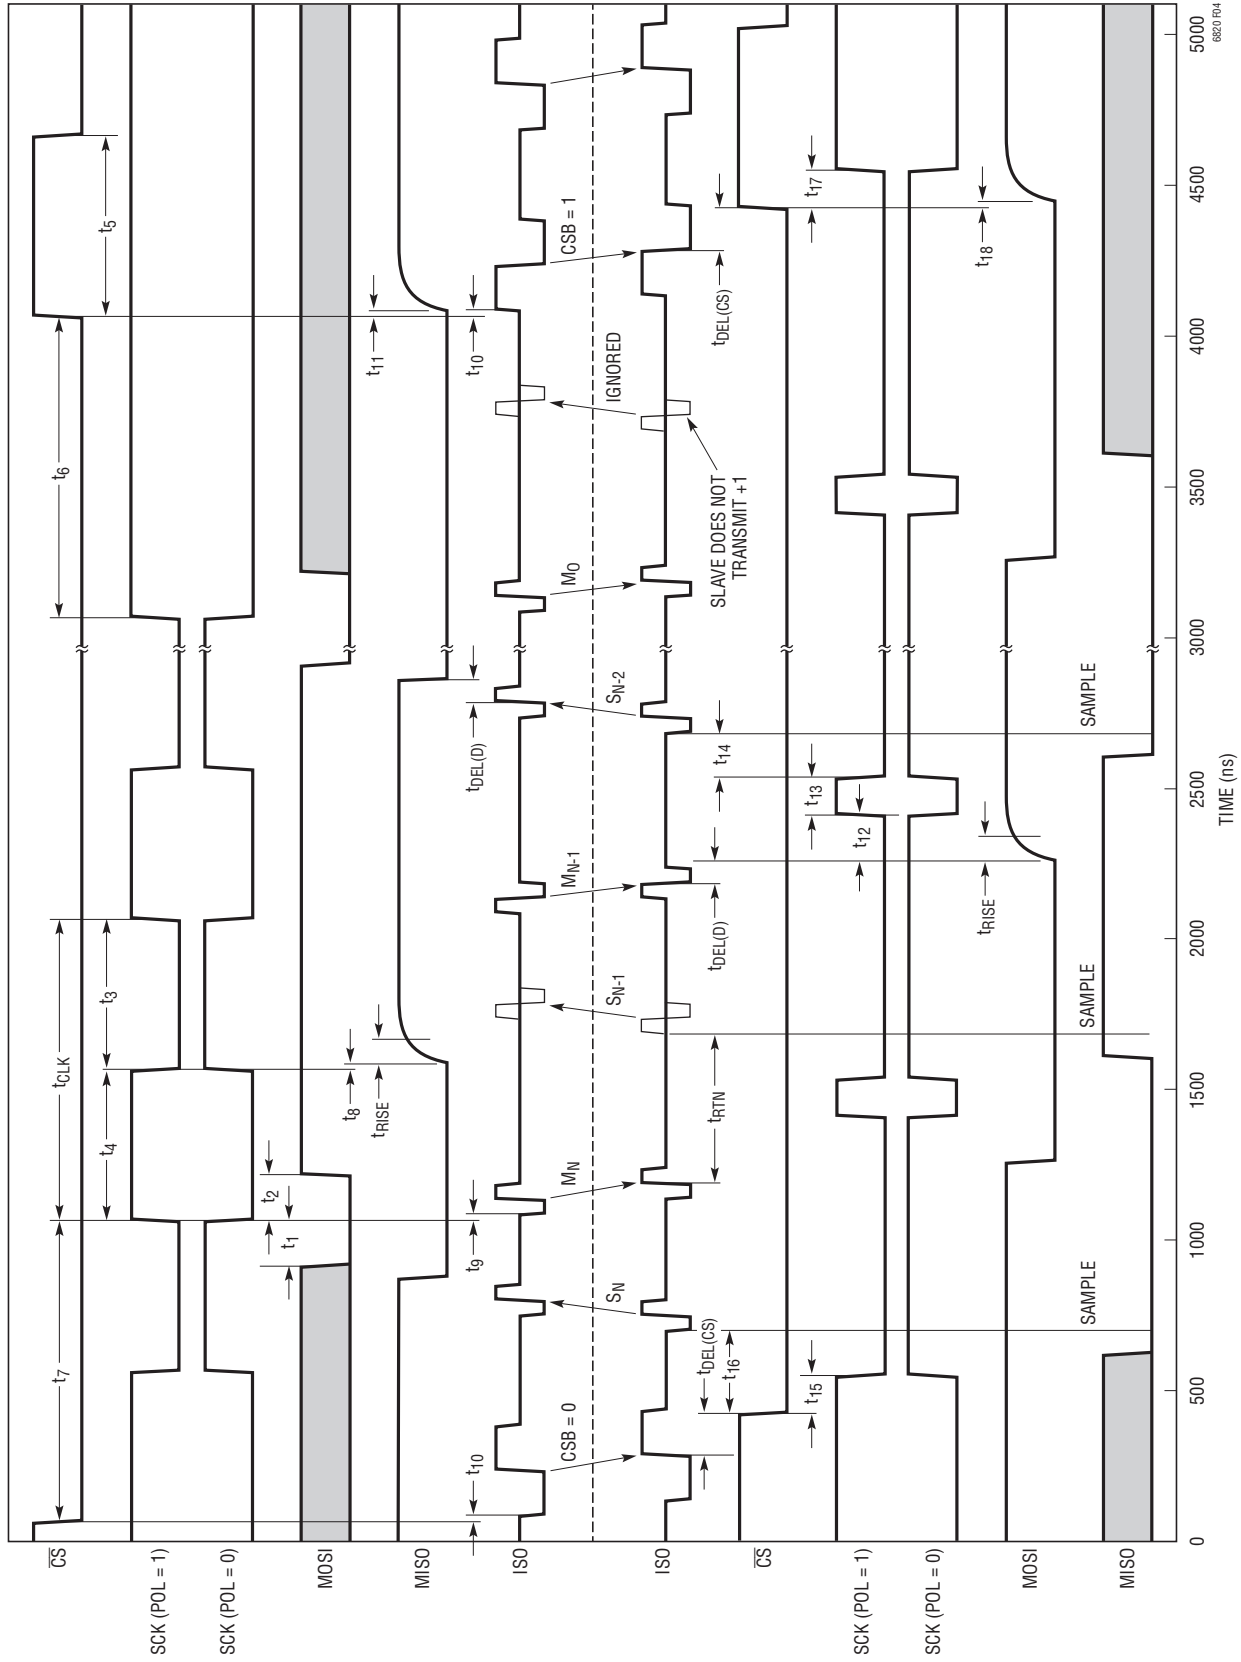 CS
SCK (POL = 1)
SCK (POL = 0)
MOSI
MISO
ISO
ISO
CS
SCK (POL = 1)
SCK (POL = 0)
MOSI
MISO
t7
t6
t5
tCLK
t4
t3
t1
t2
t8
tRISE
t11
t10
t9
tDEL(D)
t10
CSB = 0
SN
MN
SN-1
MN-1
SN-2
MO
IGNORED
CSB = 1
SLAVE DOES NOT
TRANSMIT +1
tDEL(CS)
t16
tRTN
tDEL(D)
t14
tDEL(CS)
t15
t12
t13
t17
tRISE
t18
SAMPLE
SAMPLE
SAMPLE
0
500
1000
1500
2000
2500
3000
3500
4000
4500
5000
TIME (ns)
6820 F04